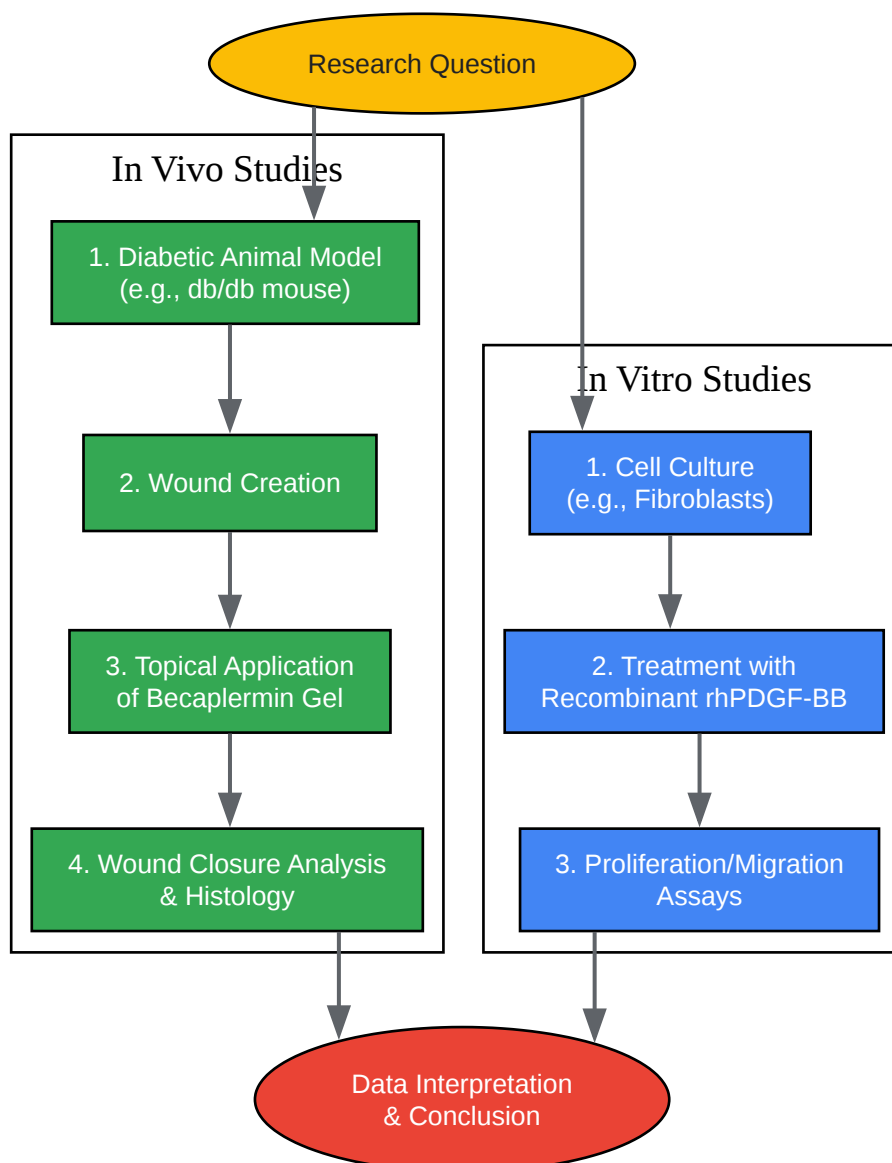 Research Question
In Vivo Studies
1. Diabetic Animal Model
(e.g., db/db mouse)
2. Wound Creation
3. Topical Application
of Becaplermin Gel
4. Wound Closure Analysis
& Histology
In Vitro Studies
1. Cell Culture
(e.g., Fibroblasts)
2. Treatment with
Recombinant rhPDGF-BB
3. Proliferation/Migration
Assays
Data Interpretation
& Conclusion